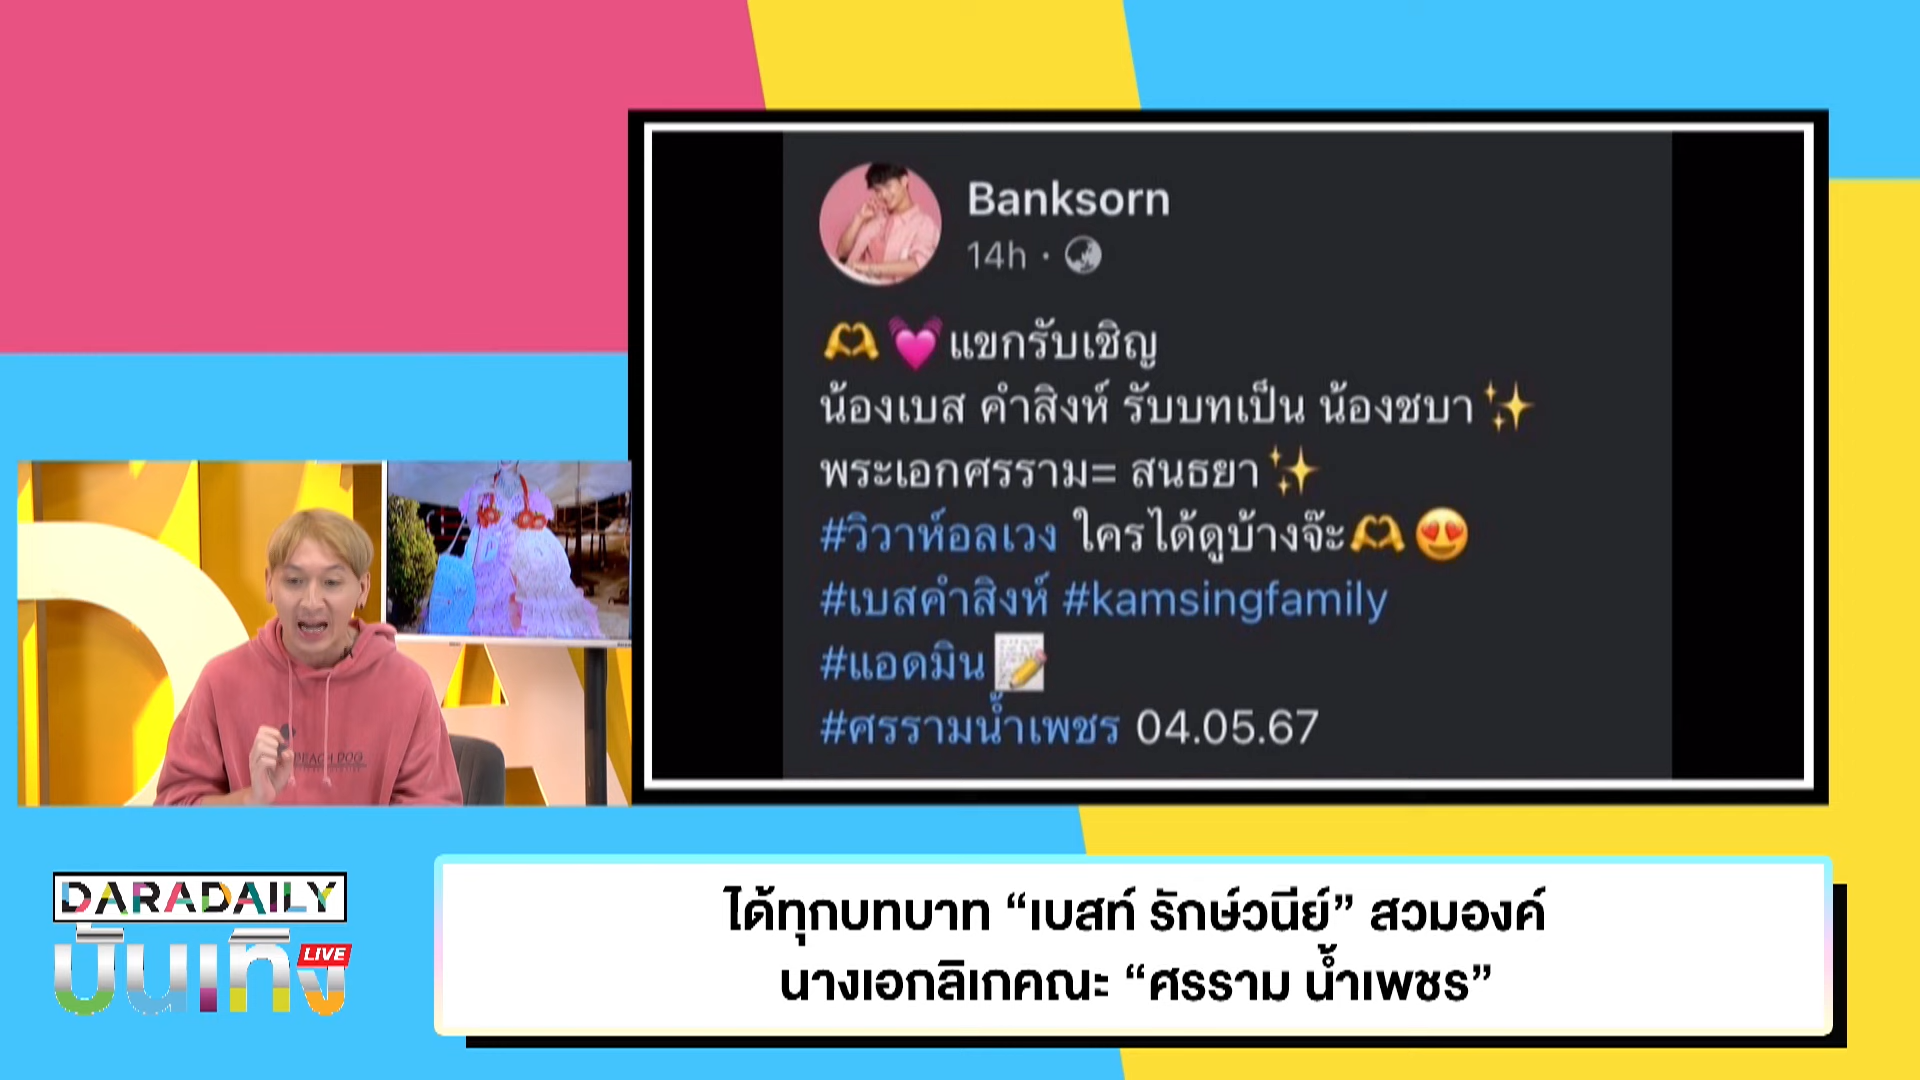 Banksorn
14h ·
🫶💓แขกรับเชิญ
น้องเบส คำสิงห์ รับบทเป็น น้องชบา✨
พระเอกศรราม= สนธยา✨
#วิวาห์อลเวง ใครได้ดูบ้างจ๊ะ🫶😍
#เบสคำสิงห์ #kamsingfamily
#แอดมิน📝
#ศรรามน้ำเพชร 04.05.67
BEACH DOG
DARADAILY
บันเทิง LIVE
ได้ทุกบทบาท “เบสท์ รักษ์วนีย์” สวมองค์
นางเอกลิเกคณะ “ศรราม น้ำเพชร”